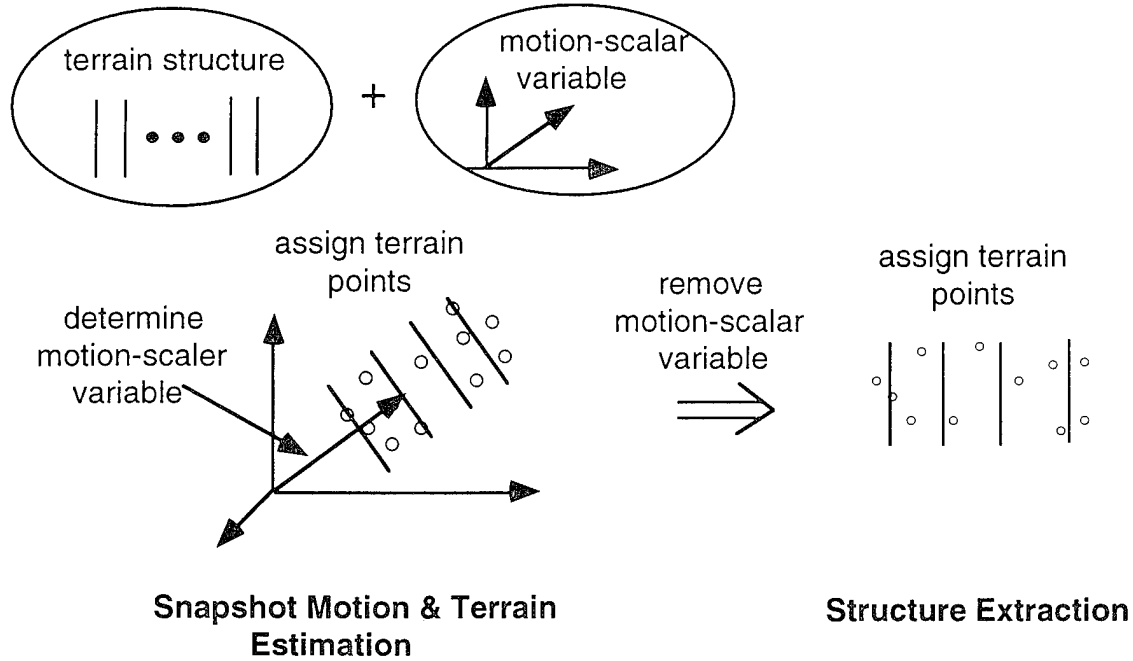 terrain structure
+
motion-scalar
variable
assign terrain
points
determine
motion-scaler
variable
remove
motion-scalar
variable
assign terrain
points
Snapshot Motion & Terrain
Estimation
Structure Extraction